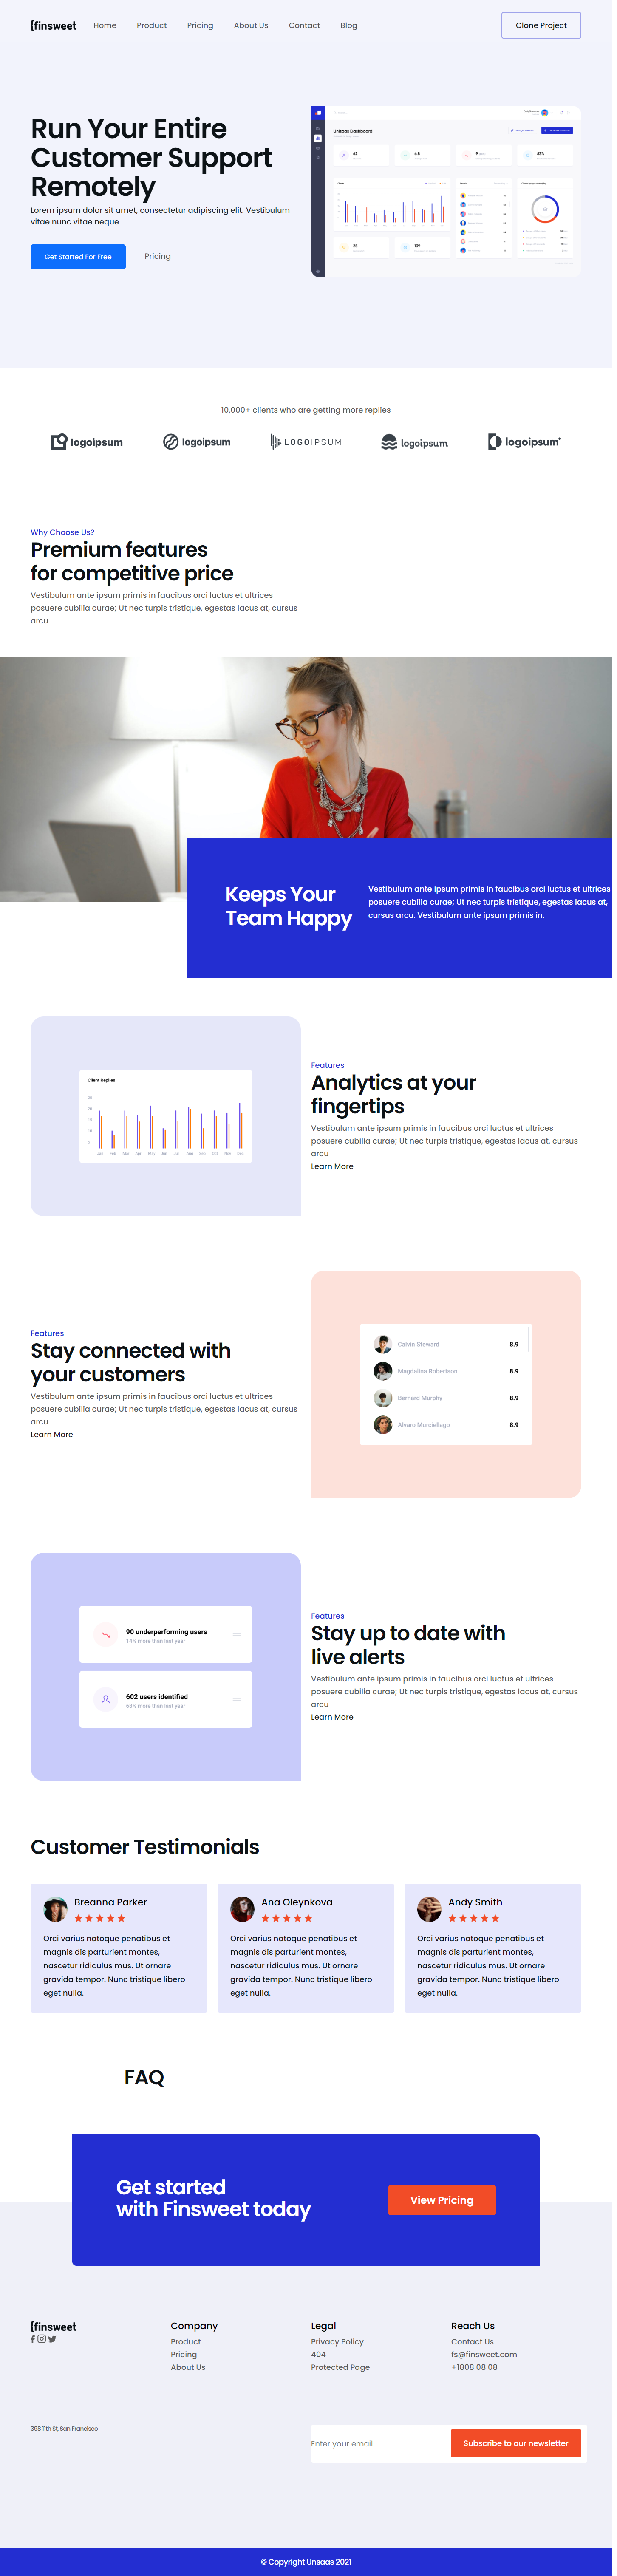 {finsweet
Home
Product
Pricing
About Us
Contact
Blog
Clone Project
Run Your Entire
Customer Support
Remotely
Lorem ipsum dolor sit amet, consectetur adipiscing elit. Vestibulum
vitae nunc vitae neque
Get Started For Free
Pricing
Unisaas Dashboard
10,000+ clients who are getting more replies
logoipsum
logoipsum
LOGOIPSUM
logoipsum
logoipsum
Why Choose Us?
Premium features
for competitive price
Vestibulum ante ipsum primis in faucibus orci luctus et ultrices
posuere cubilia curae; Ut nec turpis tristique, egestas lacus at, cursus
arcu
Keeps Your
Team Happy
Vestibulum ante ipsum primis in faucibus orci luctus et ultrices
posuere cubilia curae; Ut nec turpis tristique, egestas lacus at,
cursus arcu. Vestibulum ante ipsum primis in.
Client Replies
25
20
15
10
5
Jan Feb Mar Apr May Jun Jul Aug Sep Oct Nov Dec
Features
Analytics at your
fingertips
Vestibulum ante ipsum primis in faucibus orci luctus et ultrices
posuere cubilia curae; Ut nec turpis tristique, egestas lacus at, cursus
arcu
Learn More
Features
Stay connected with
your customers
Vestibulum ante ipsum primis in faucibus orci luctus et ultrices
posuere cubilia curae; Ut nec turpis tristique, egestas lacus at, cursus
arcu
Learn More
Calvin Steward 8.9
Magdalina Robertson 8.9
Bernard Murphy 8.9
Alvaro Murciellago 8.9
90 underperforming users
14% more than last year
602 users identified
68% more than last year
Features
Stay up to date with
live alerts
Vestibulum ante ipsum primis in faucibus orci luctus et ultrices
posuere cubilia curae; Ut nec turpis tristique, egestas lacus at, cursus
arcu
Learn More
Customer Testimonials
Breanna Parker
Orci varius natoque penatibus et
magnis dis parturient montes,
nascetur ridiculus mus. Ut ornare
gravida tempor. Nunc tristique libero
eget nulla.
Ana Oleynkova
Orci varius natoque penatibus et
magnis dis parturient montes,
nascetur ridiculus mus. Ut ornare
gravida tempor. Nunc tristique libero
eget nulla.
Andy Smith
Orci varius natoque penatibus et
magnis dis parturient montes,
nascetur ridiculus mus. Ut ornare
gravida tempor. Nunc tristique libero
eget nulla.
FAQ
Get started
with Finsweet today
View Pricing
{finsweet
Company
Product
Pricing
About Us
Legal
Privacy Policy
404
Protected Page
Reach Us
Contact Us
fs@finsweet.com
+1808 08 08
398 11th St, San Francisco
Enter your email
Subscribe to our newsletter
© Copyright Unsaas 2021